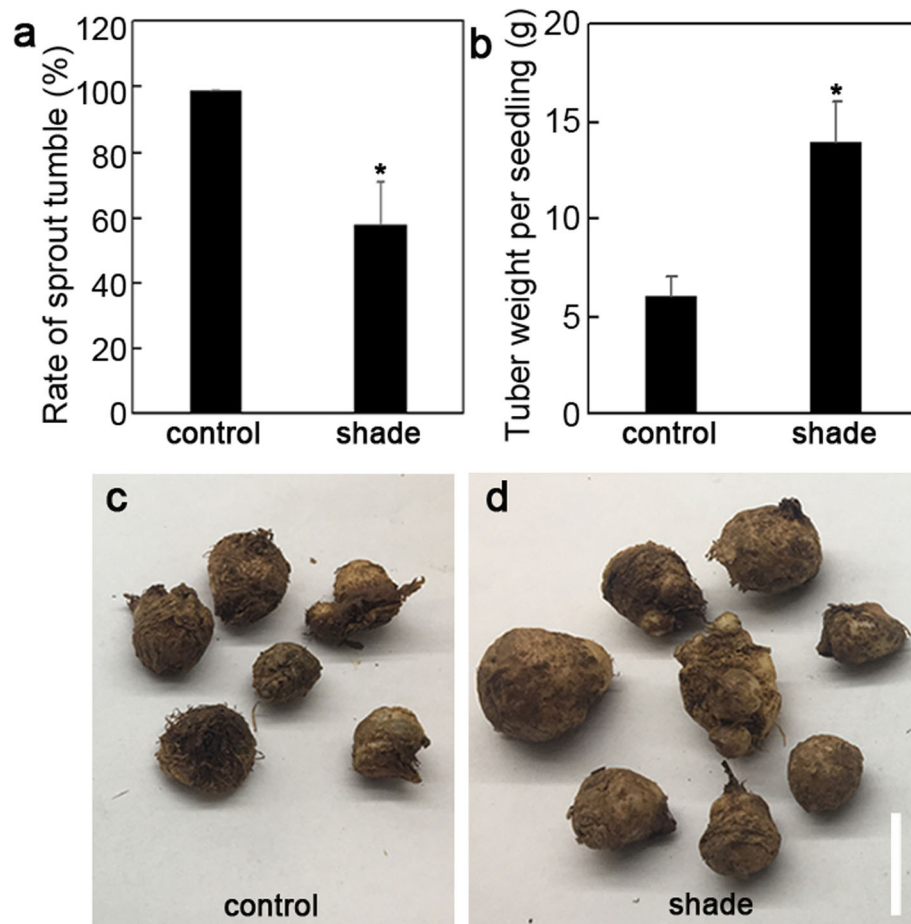 a
Rate of sprout tumble (%)
120
100
80
60
40
20
0
*
control
shade
b
Tuber weight per seedling (g)
20
15
10
5
0
*
control
shade
c
control
d
shade